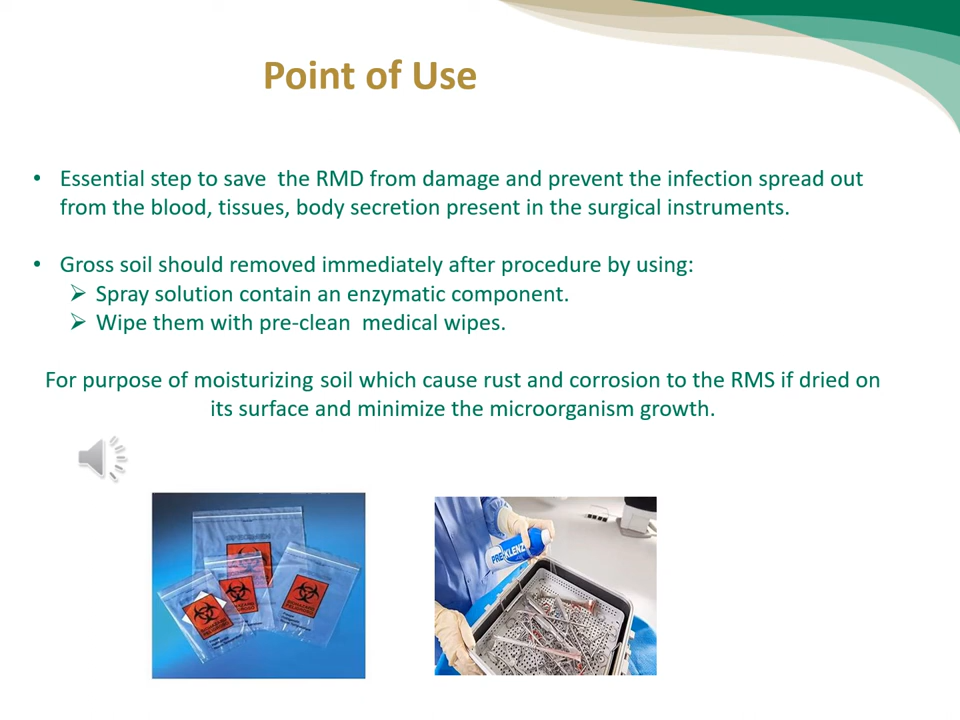 Point of Use
• Essential step to save  the RMD from damage and prevent the infection spread out
from the blood, tissues, body secretion present in the surgical instruments.
• Gross soil should removed immediately after procedure by using:
➢ Spray solution contain an enzymatic component.
➢ Wipe them with pre-clean  medical wipes.
For purpose of moisturizing soil which cause rust and corrosion to the RMS if dried on
its surface and minimize the microorganism growth.
PRE-KLENZ